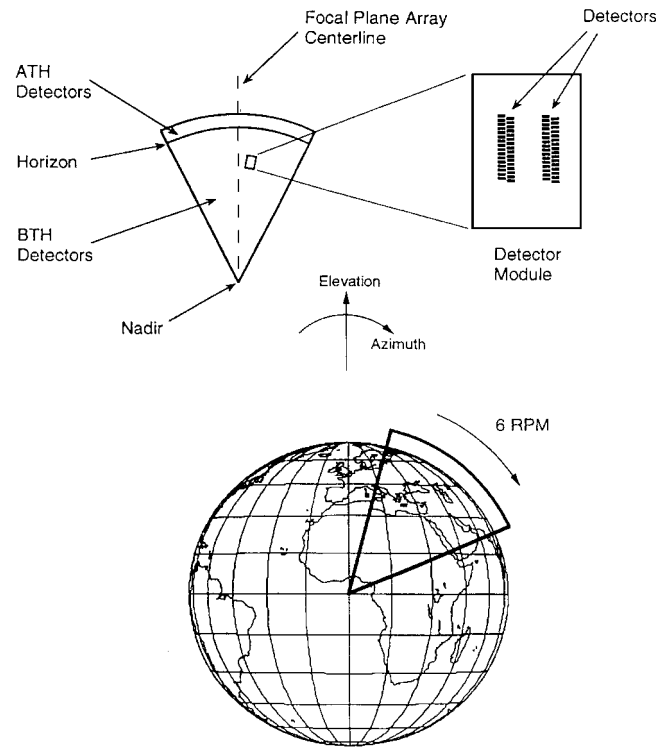 Focal Plane Array
Centerline
Detectors
ATH
Detectors
Horizon
BTH
Detectors
Nadir
Detector
Module
Elevation
Azimuth
6 RPM